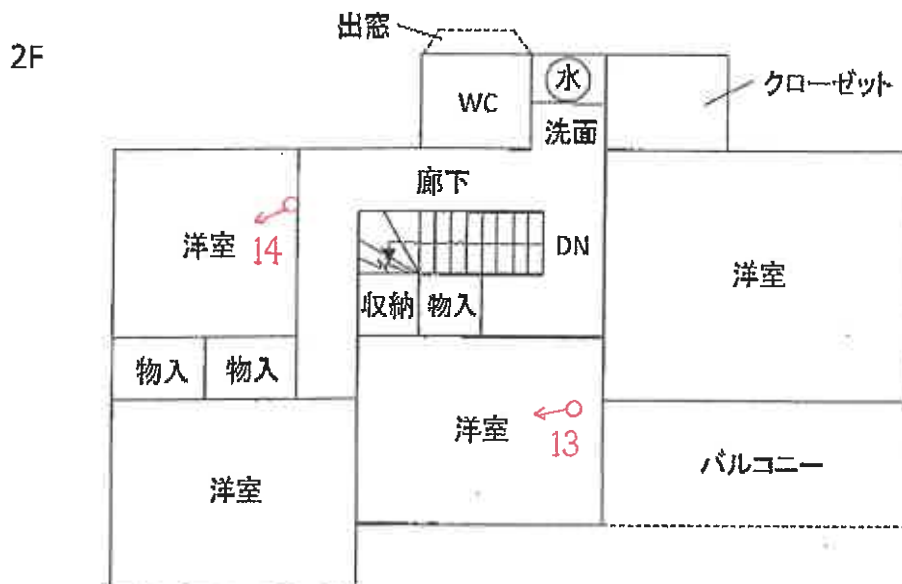 出窓
2F
水
クローゼット
WC
洗面
廊下
洋室
14
DN
洋室
収納
物入
物入
物入
洋室
13
洋室
バルコニー